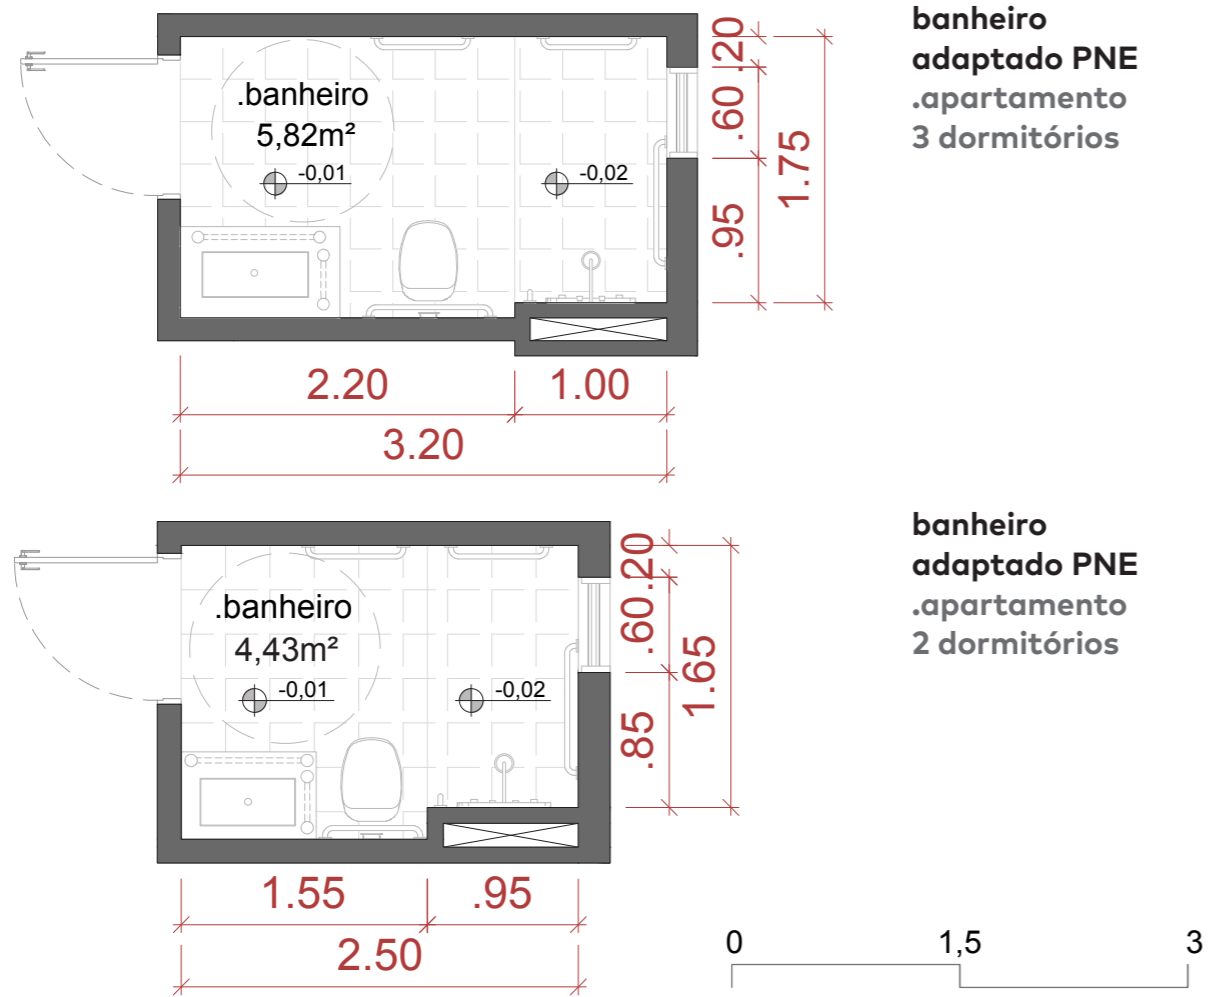 banheiro
adaptado PNE
.apartamento
3 dormitórios
.banheiro
5,82m²
-0,01
-0,02
.20
.60
.95
1.75
2.20
1.00
3.20
banheiro
adaptado PNE
.apartamento
2 dormitórios
.banheiro
4,43m²
-0,01
-0,02
.20
.60
.85
1.65
1.55
.95
2.50
0
1,5
3